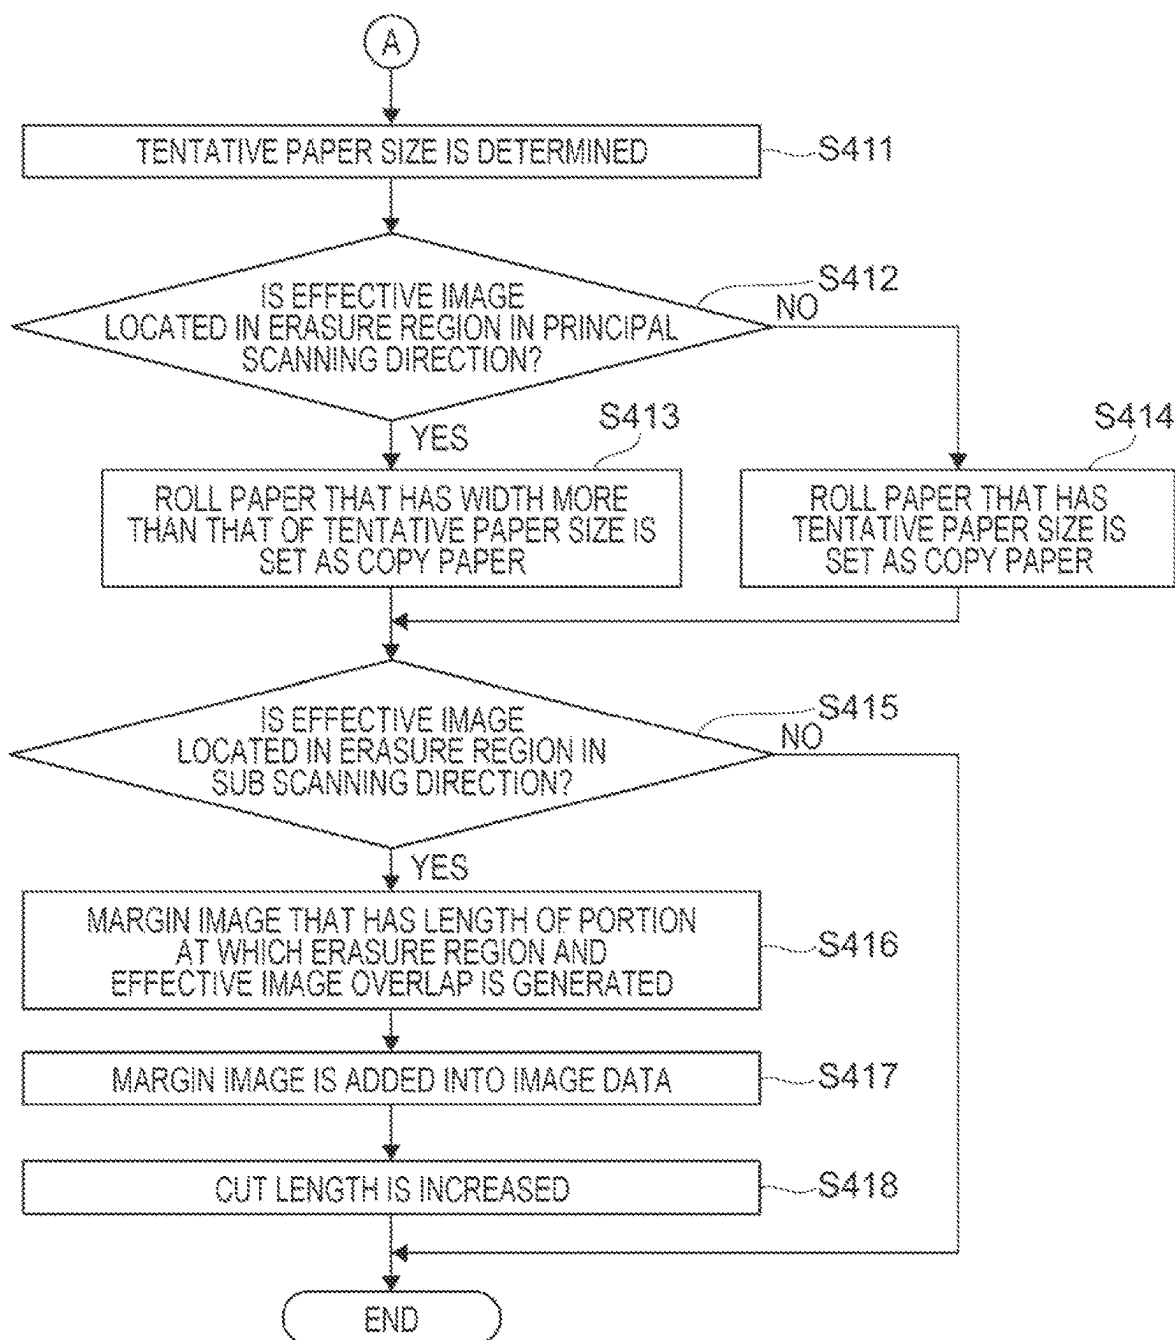 A
TENTATIVE PAPER SIZE IS DETERMINED
S411
IS EFFECTIVE IMAGE
LOCATED IN ERASURE REGION IN PRINCIPAL
SCANNING DIRECTION?
S412
NO
YES
S413
ROLL PAPER THAT HAS WIDTH MORE
THAN THAT OF TENTATIVE PAPER SIZE IS
SET AS COPY PAPER
S414
ROLL PAPER THAT HAS
TENTATIVE PAPER SIZE IS
SET AS COPY PAPER
IS EFFECTIVE IMAGE
LOCATED IN ERASURE REGION IN
SUB SCANNING DIRECTION?
S415
NO
YES
MARGIN IMAGE THAT HAS LENGTH OF PORTION
AT WHICH ERASURE REGION AND
EFFECTIVE IMAGE OVERLAP IS GENERATED
S416
MARGIN IMAGE IS ADDED INTO IMAGE DATA
S417
CUT LENGTH IS INCREASED
S418
END